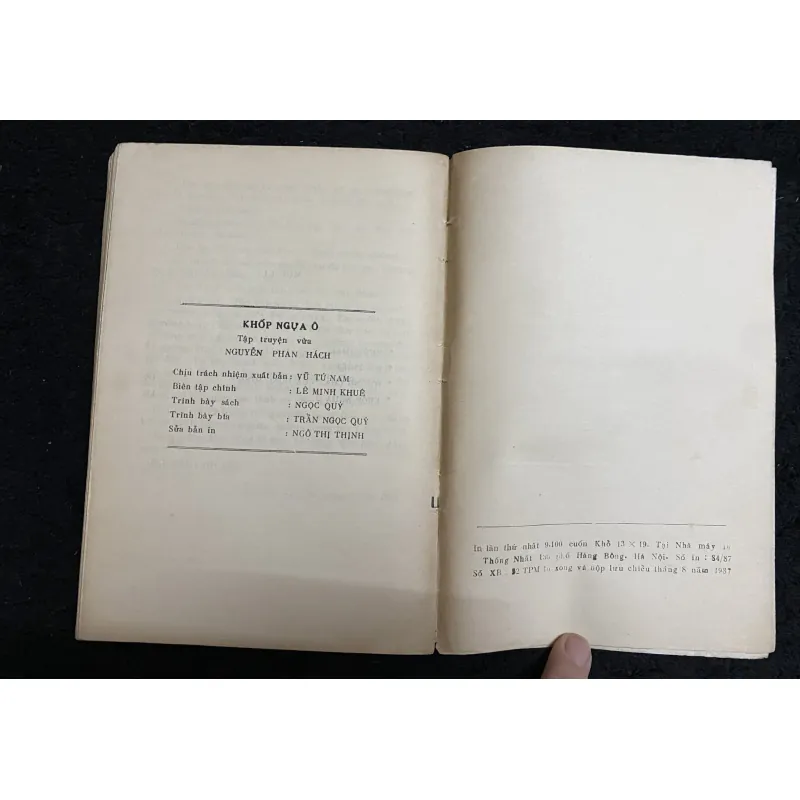 KHỐP NGỰA Ô
Tập truyện vừa
NGUYỄN PHAN HÁCH
Chịu trách nhiệm xuất bản : VŨ TÚ NAM
Biên tập chính : LÊ MINH KHUÊ
Trình bày sách : NGỌC QUÝ
Trình bày bìa : TRẦN NGỌC QUÝ
Sửa bản in : NGÔ THỊ THỊNH
In lần thứ nhất 9.100 cuốn Khổ 13 × 19. Tại Nhà máy in
Thống Nhất 136 phố Hàng Bông, Hà Nội. Số in : 84/87
Số XB 92 TPM In xong và nộp lưu chiểu tháng 8 năm 1987